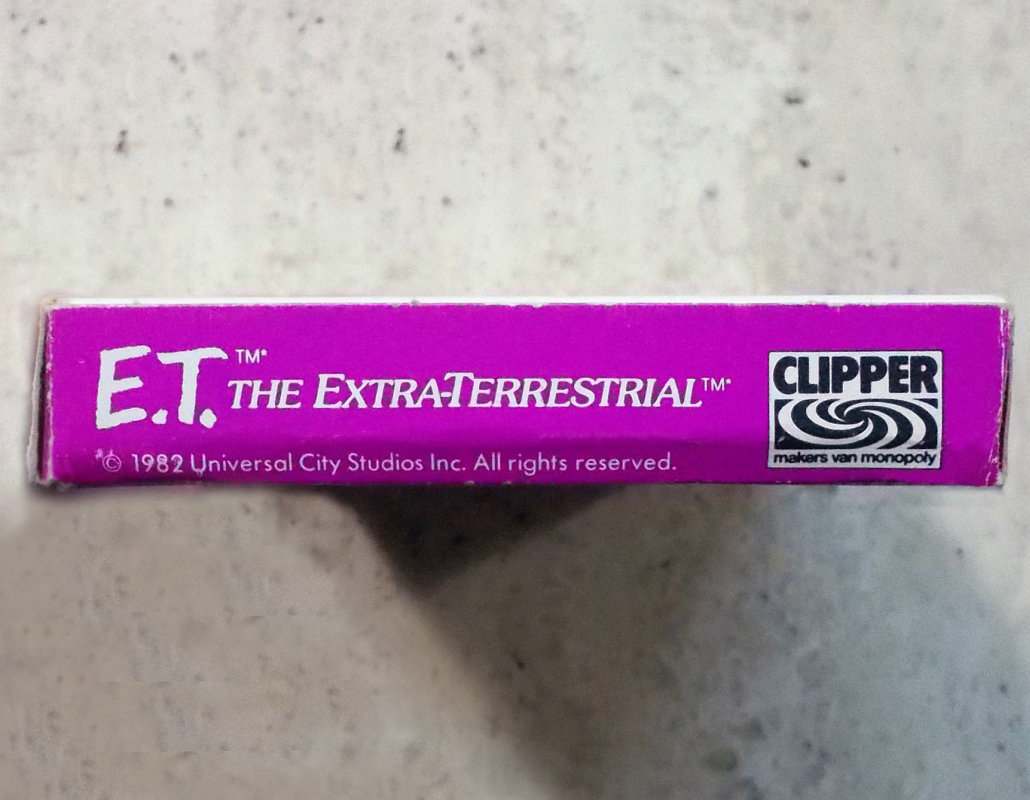 E.T.™* THE EXTRA-TERRESTRIAL™*
*© 1982 Universal City Studios Inc. All rights reserved.
CLIPPER
makers van monopoly